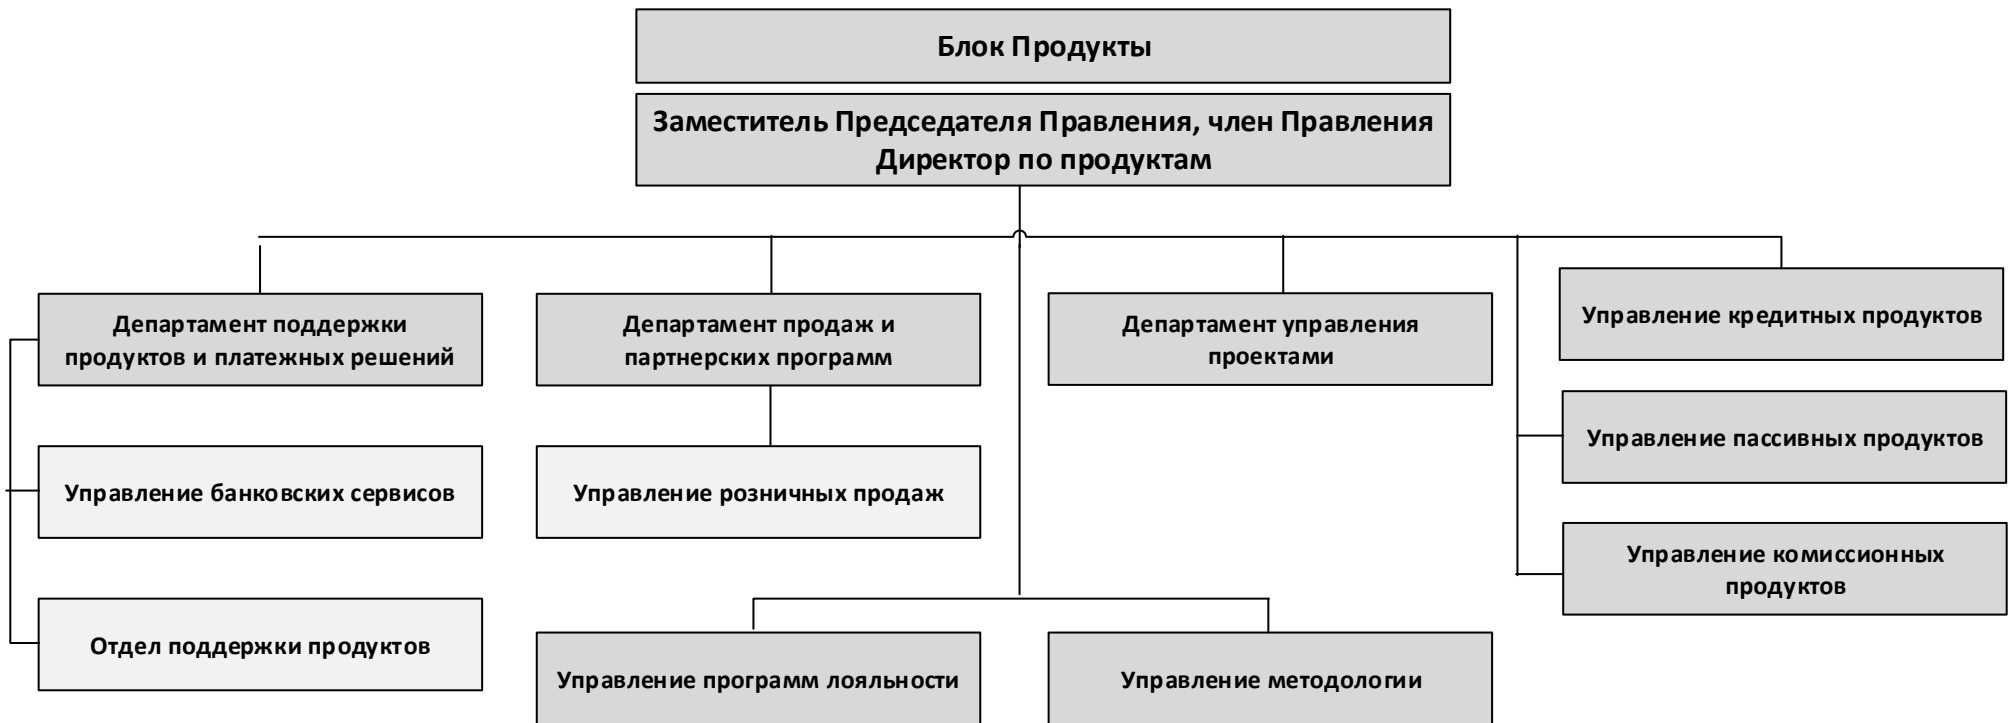 Блок Продукты
Заместитель Председателя Правления, член Правления
Директор по продуктам
Департамент поддержки
продуктов и платежных решений
Департамент продаж и
партнерских программ
Департамент управления
проектами
Управление кредитных продуктов
Управление пассивных продуктов
Управление банковских сервисов
Управление розничных продаж
Управление комиссионных
продуктов
Отдел поддержки продуктов
Управление программ лояльности
Управление методологии